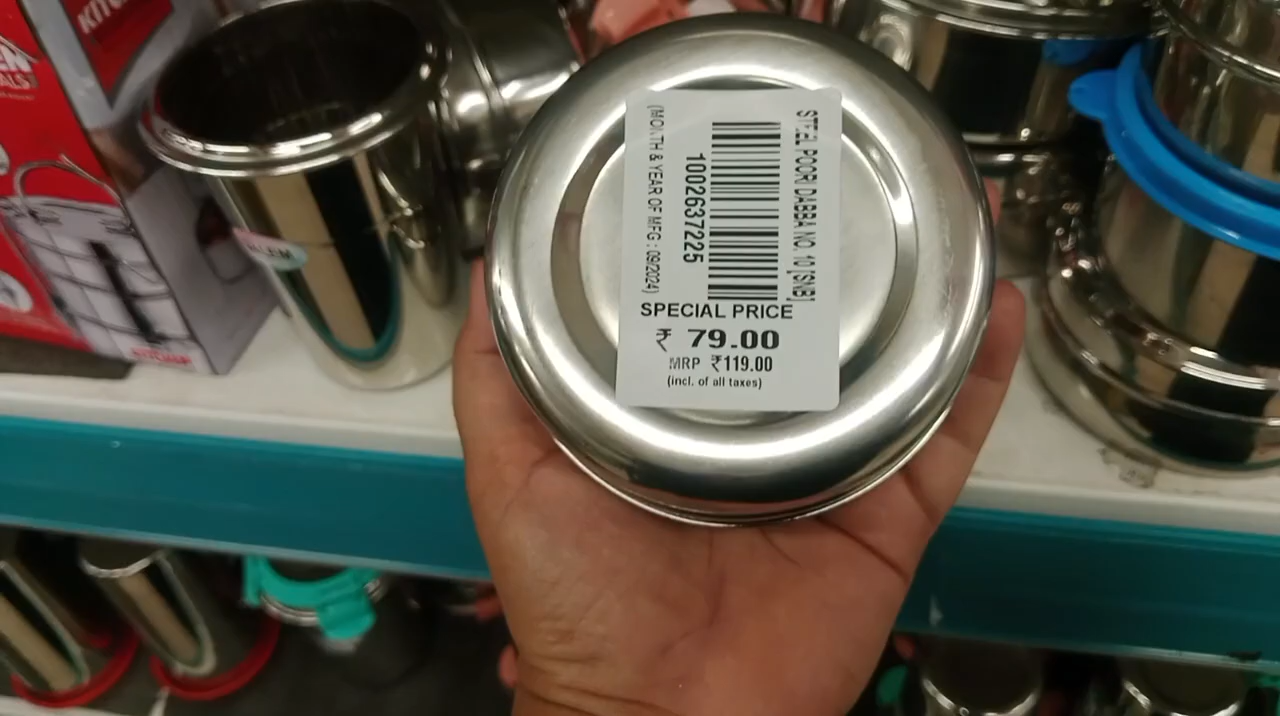 STEEL POORI DABBA NO. 10 [SNB]
1002637225
(MONTH & YEAR OF MFG : 09/2024)
SPECIAL PRICE
₹ 79.00
MRP ₹119.00
(incl. of all taxes)